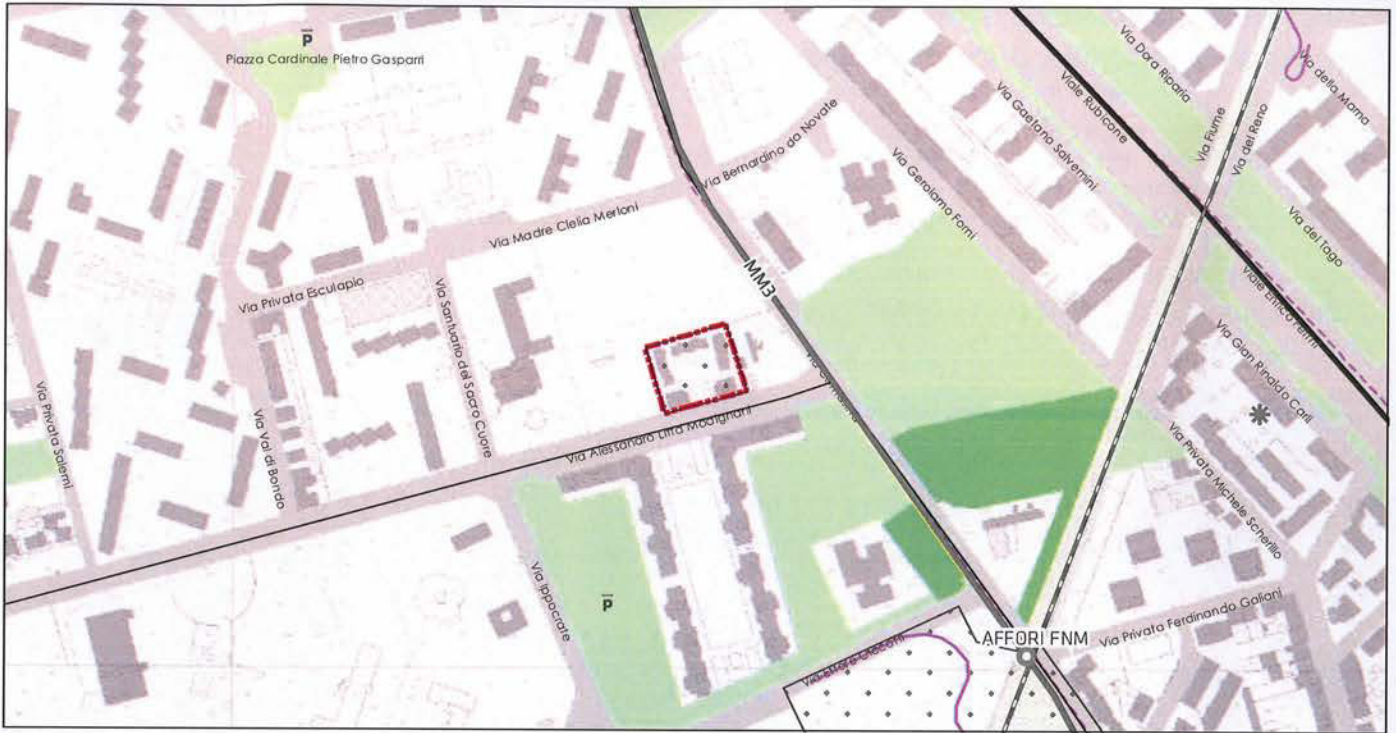 P
Piazza Cardinale Pietro Gasparri
Via Dora Riparia
Via della Marna
Viale Rubicone
Via Gaetana Salvemini
Via Fiume
Via del Reno
Via Bernardino da Novate
Via Gerolamo Forni
Via del Tago
Via Madre Clelia Merloni
Viale Enrico Fermi
MM3
Via Privata Esculapio
Via Santuario del Sacro Cuore
Via Gian Rinaldo Carli
Via Privata Salemi
Via Val di Bondo
Via Alessandro Litta Modignani
Via Privata Michele Scherillo
Via Ippocrate
P
Via Privata Ferdinando Galiani
AFFORI FNM